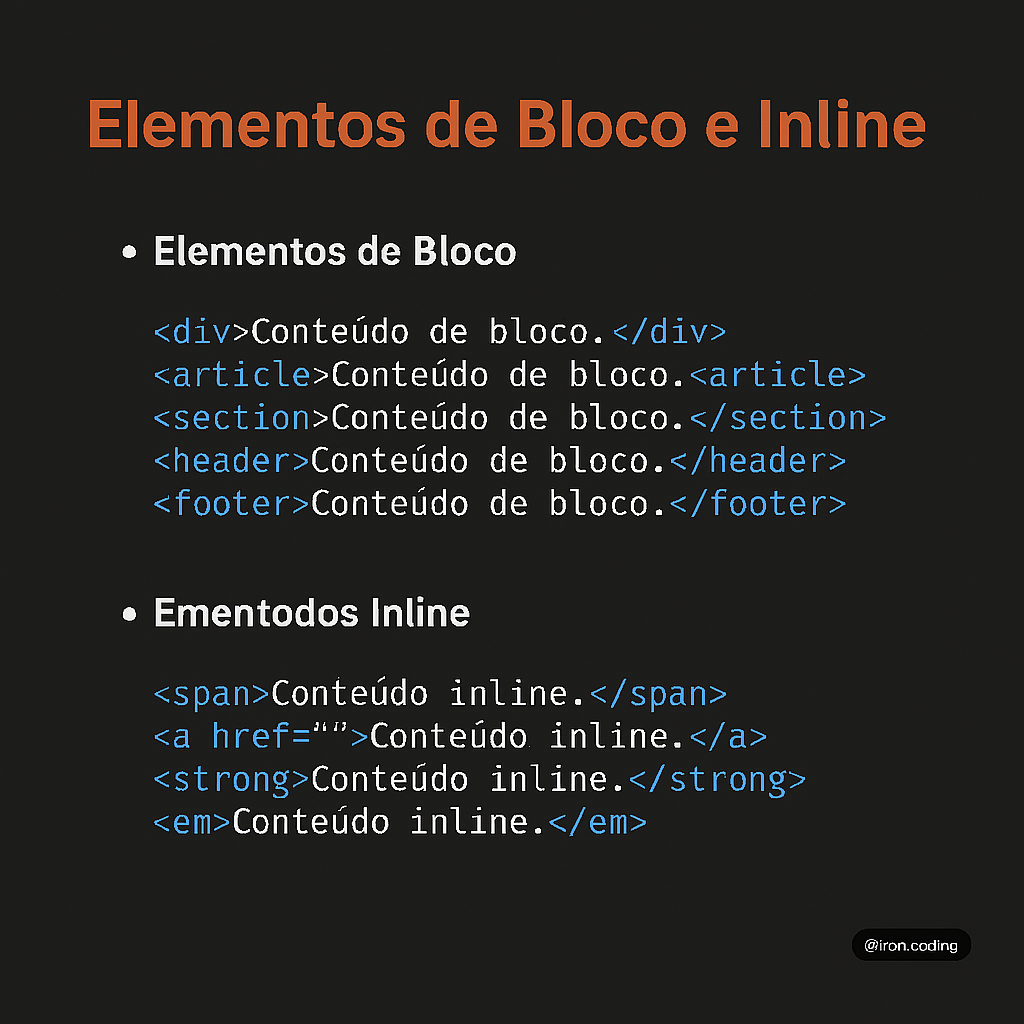 Elementos de Bloco e Inline
• Elementos de Bloco
<div>Conteúdo de bloco.</div>
<article>Conteúdo de bloco.<article>
<section>Conteúdo de bloco.</section>
<header>Conteúdo de bloco.</header>
<footer>Conteúdo de bloco.</footer>
• Ementodos Inline
<span>Conteúdo inline.</span>
<a href=“”>Conteúdo inline.</a>
<strong>Conteúdo inline.</strong>
<em>Conteúdo inline.</em>
@iron.coding